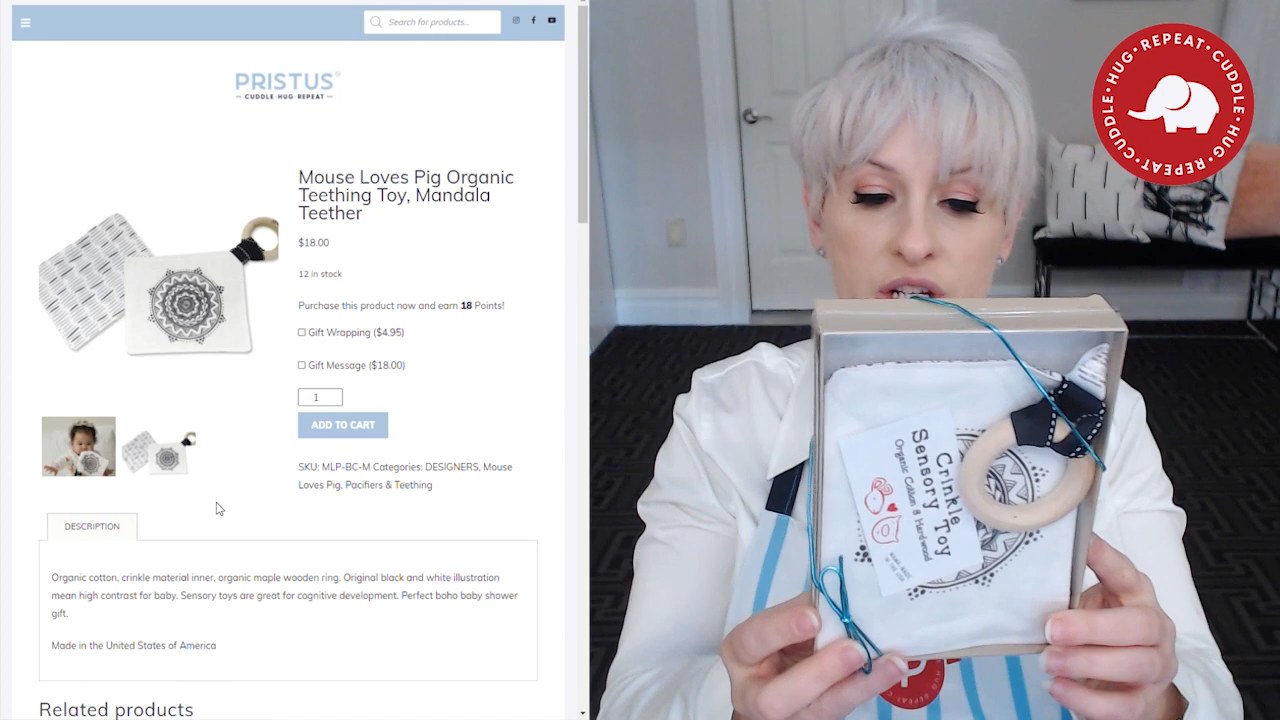 Search for products...
PRISTUS®
CUDDLE·HUG·REPEAT
Mouse Loves Pig Organic
Teething Toy, Mandala
Teether
$18.00
12 in stock
Purchase this product now and earn 18 Points!
Gift Wrapping ($4.95)
Gift Message ($18.00)
1
ADD TO CART
SKU: MLP-BC-M Categories: DESIGNERS, Mouse
Loves Pig, Pacifiers & Teething
DESCRIPTION
Organic cotton, crinkle material inner, organic maple wooden ring. Original black and white illustration
mean high contrast for baby. Sensory toys are great for cognitive development. Perfect boho baby shower
gift.
Made in the United States of America
Related products
CUDDLE·HUG·REPEAT·CUDDLE·HUG·REPEAT·
Crinkle
Sensory Toy
Organic Cotton & Hardwood